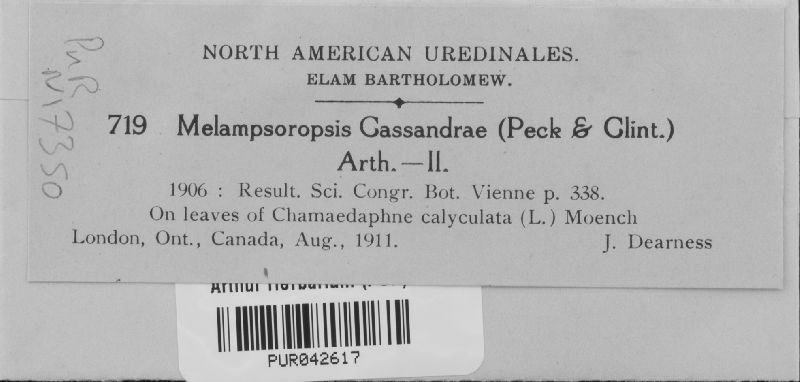 NORTH AMERICAN UREDINALES.
ELAM BARTHOLOMEW.
719 Melampsoropsis Cassandrae (Peck & Clint.)
Arth.—II.
1906 : Result. Sci. Congr. Bot. Vienne p. 338.
On leaves of Chamaedaphne calyculata (L.) Moench
London, Ont., Canada, Aug., 1911. J. Dearness
PUR
N17350
Arthur Herbarium (PUR)
PUR042617